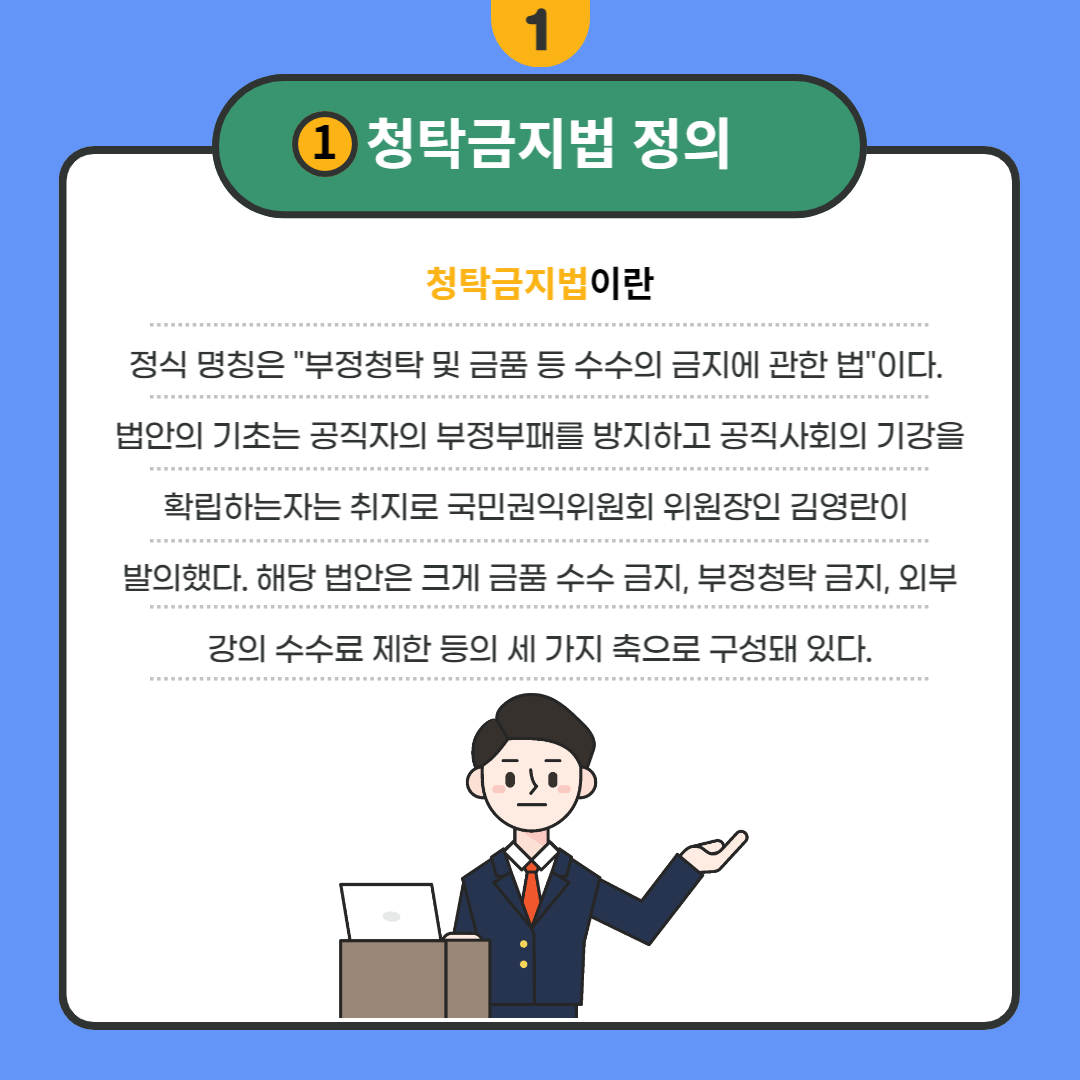 1
1 청탁금지법 정의
청탁금지법이란
정식 명칭은 "부정청탁 및 금품 등 수수의 금지에 관한 법"이다.
법안의 기초는 공직자의 부정부패를 방지하고 공직사회의 기강을
확립하는자는 취지로 국민권익위원회 위원장인 김영란이
발의했다. 해당 법안은 크게 금품 수수 금지, 부정청탁 금지, 외부
강의 수수료 제한 등의 세 가지 축으로 구성돼 있다.